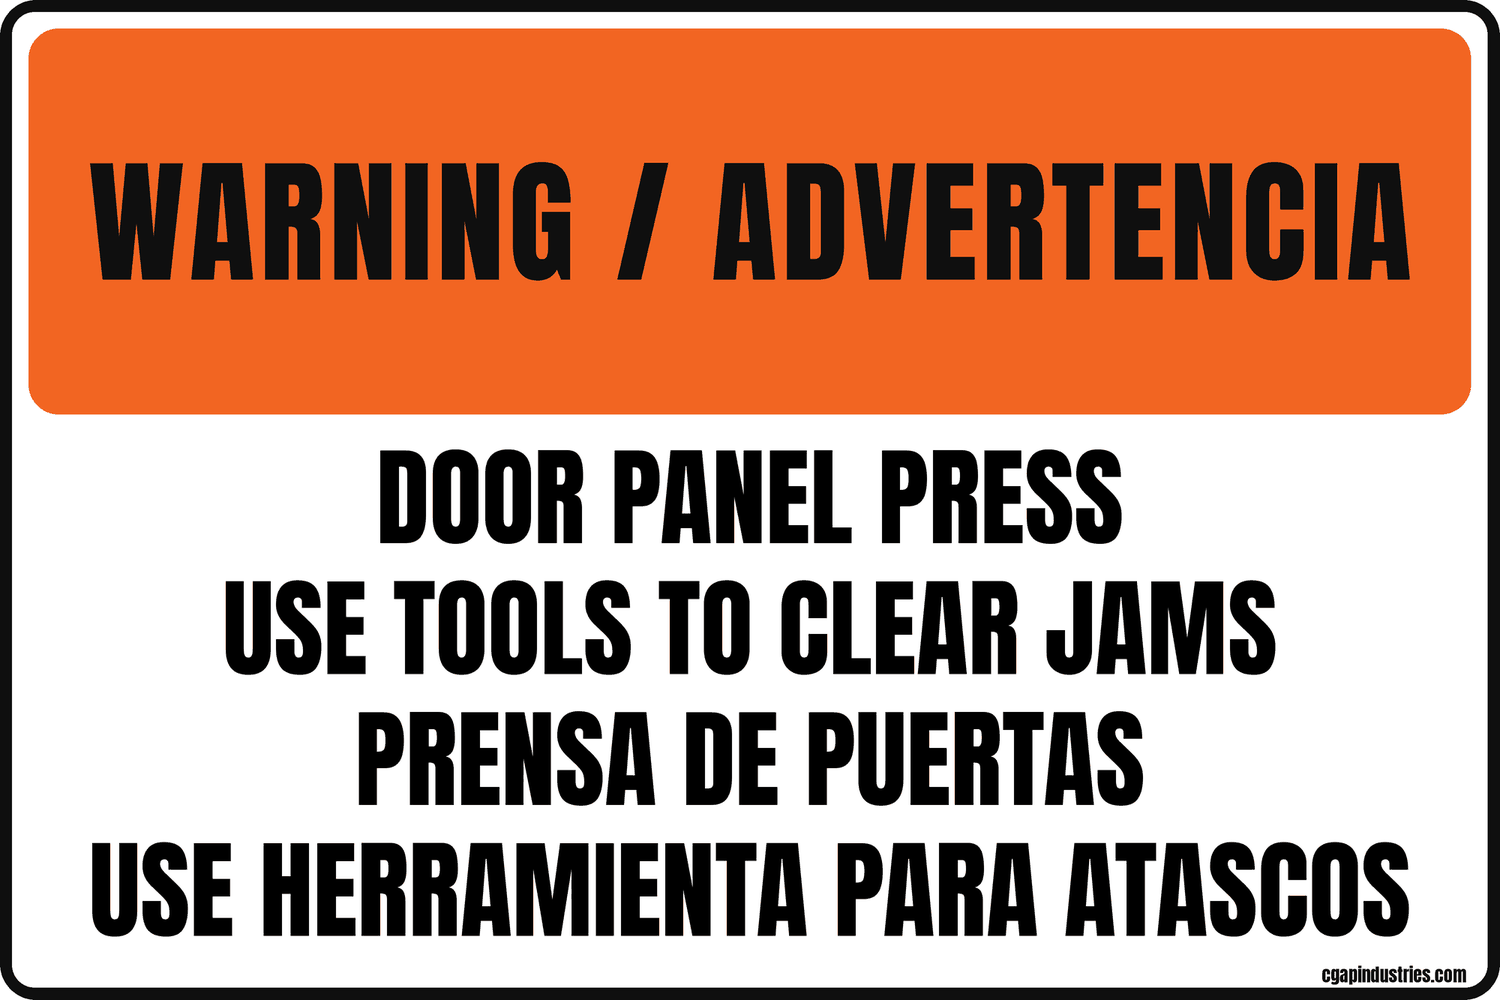 WARNING / ADVERTENCIA
DOOR PANEL PRESS
USE TOOLS TO CLEAR JAMS
PRENSA DE PUERTAS
USE HERRAMIENTA PARA ATASCOS
cgapindustries.com